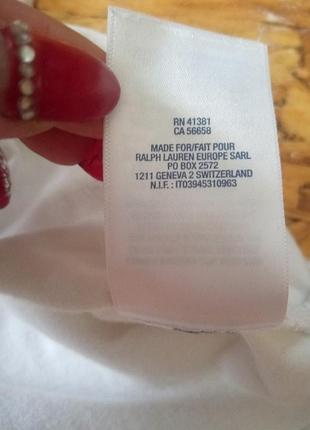 RN 41381
CA 56658
MADE FOR/FAIT POUR
RALPH LAUREN EUROPE SARL
PO BOX 2572
1211 GENEVA 2 SWITZERLAND
N.I.F.: IT03945310963